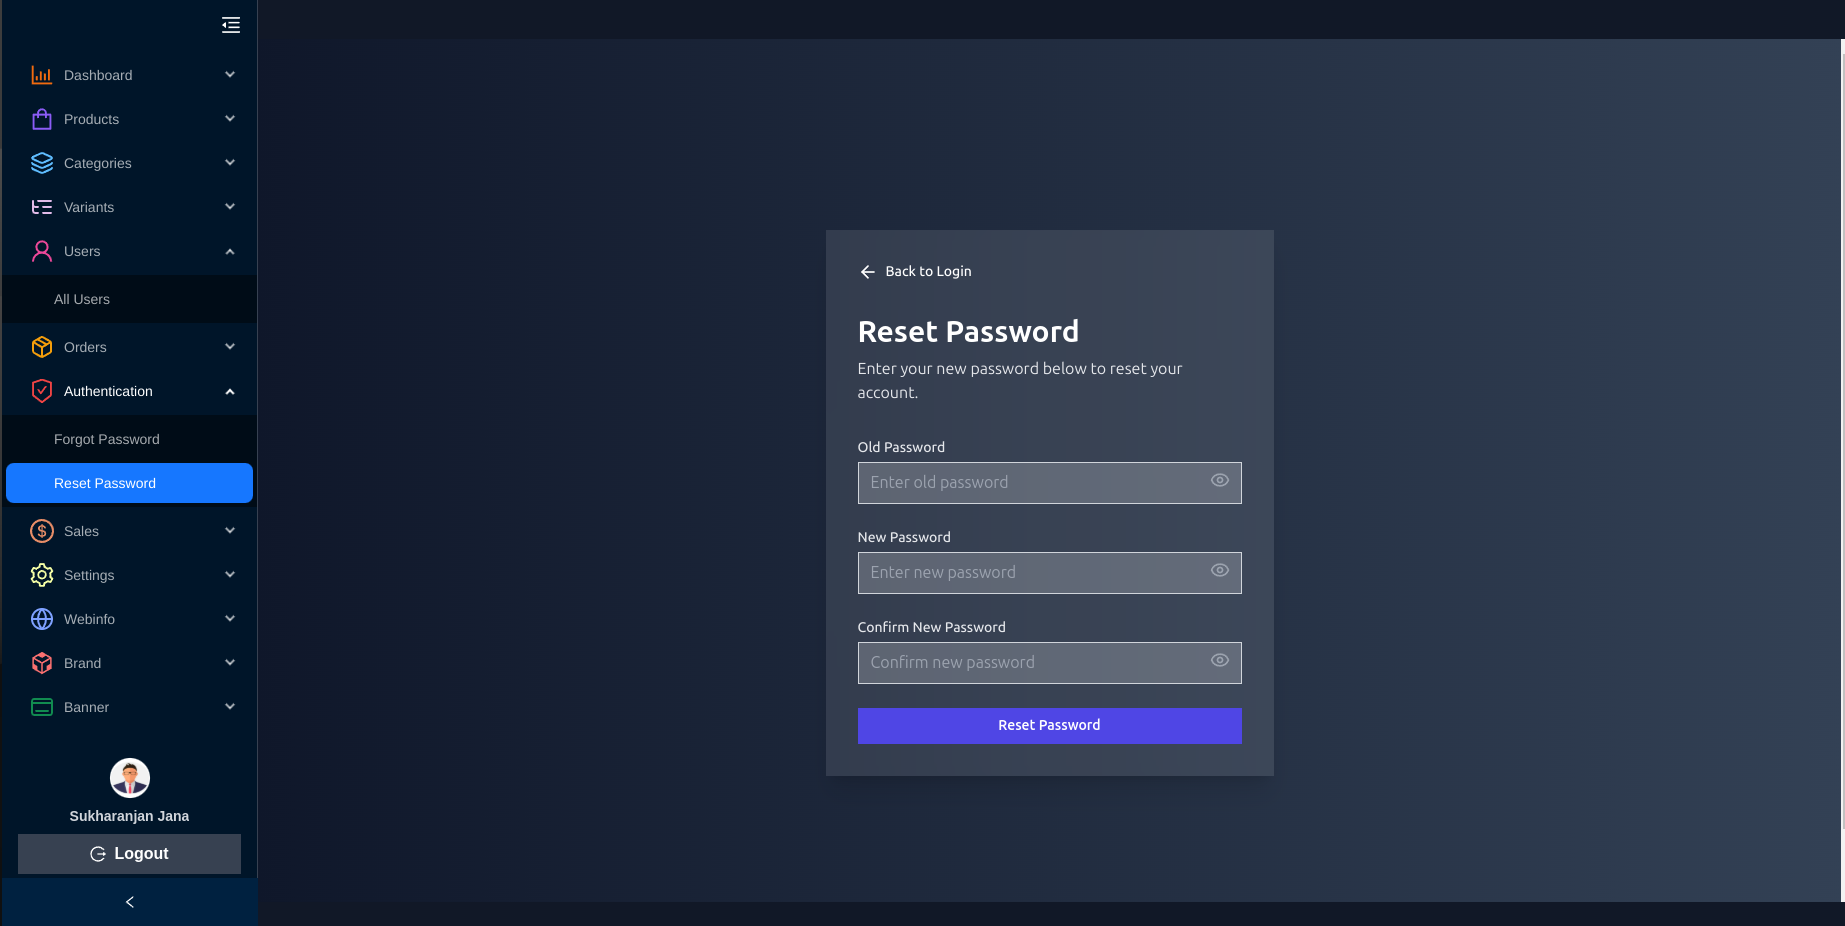 Dashboard
Products
Categories
Variants
Users
All Users
Orders
Authentication
Forgot Password
Reset Password
Sales
Settings
Webinfo
Brand
Banner
Sukharanjan Jana
Logout
Back to Login
Reset Password
Enter your new password below to reset your
account.
Old Password
Enter old password
New Password
Enter new password
Confirm New Password
Confirm new password
Reset Password